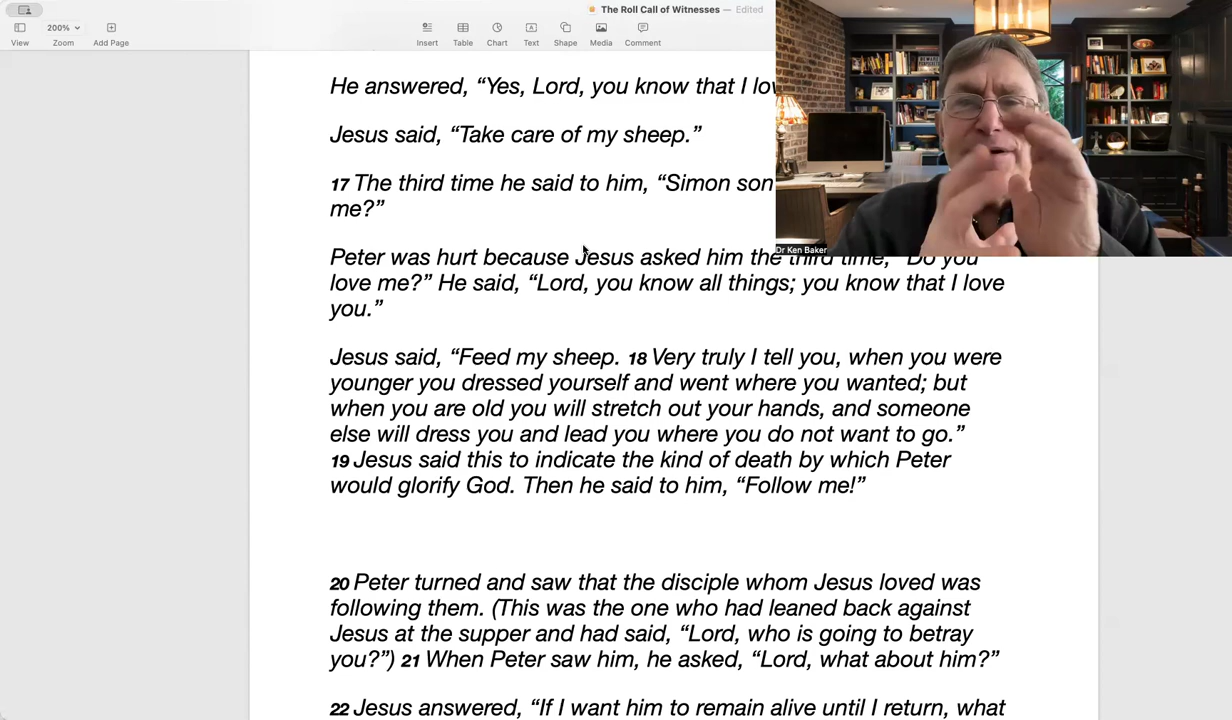 The Roll Call of Witnesses — Edited
200%
View
Zoom
Add Page
Insert
Table
Chart
Text
Shape
Media
Comment
Dr Ken Baker
He answered, “Yes, Lord, you know that I lov
Jesus said, “Take care of my sheep.”
17 The third time he said to him, “Simon son
me?”
Peter was hurt because Jesus asked him the third time, “Do you
love me?” He said, “Lord, you know all things; you know that I love
you.”
Jesus said, “Feed my sheep. 18 Very truly I tell you, when you were
younger you dressed yourself and went where you wanted; but
when you are old you will stretch out your hands, and someone
else will dress you and lead you where you do not want to go.”
19 Jesus said this to indicate the kind of death by which Peter
would glorify God. Then he said to him, “Follow me!”
20 Peter turned and saw that the disciple whom Jesus loved was
following them. (This was the one who had leaned back against
Jesus at the supper and had said, “Lord, who is going to betray
you?”) 21 When Peter saw him, he asked, “Lord, what about him?”
22 Jesus answered, “If I want him to remain alive until I return, what